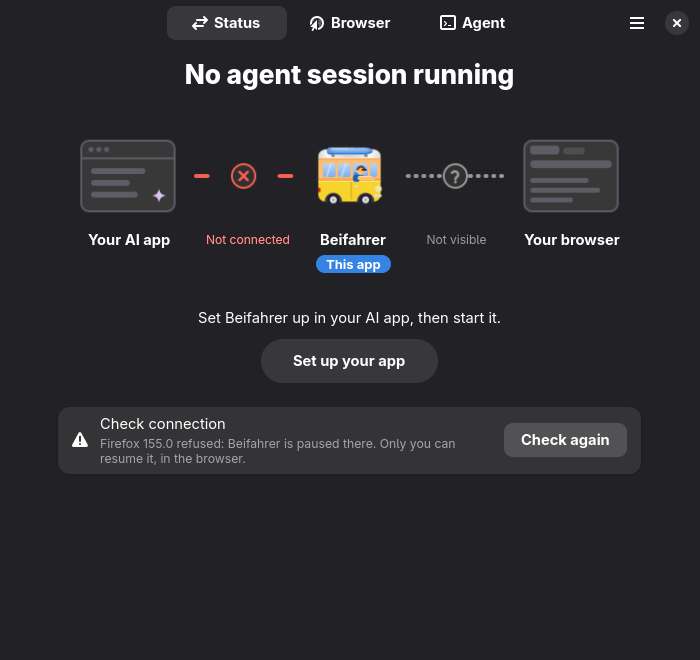 Status
Browser
Agent
No agent session running
Your AI app
Not connected
Beifahrer
This app
Not visible
Your browser
Set Beifahrer up in your AI app, then start it.
Set up your app
Check connection
Firefox 155.0 refused: Beifahrer is paused there. Only you can
resume it, in the browser.
Check again